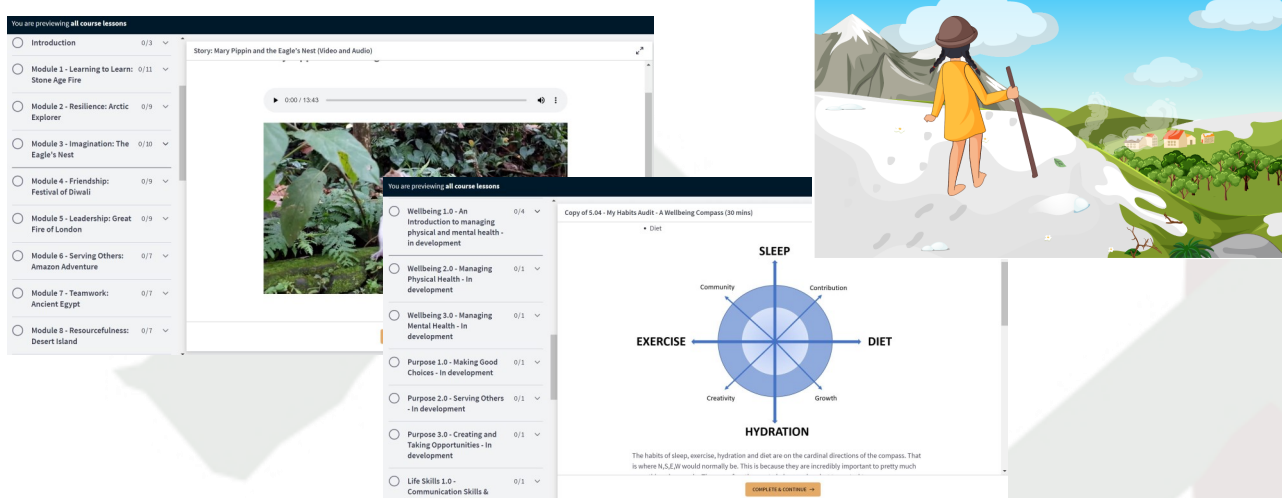 You are previewing all course lessons
Introduction 0/3
Module 1 - Learning to Learn: 0/11
Stone Age Fire
Module 2 - Resilience: Arctic 0/9
Explorer
Module 3 - Imagination: The 0/10
Eagle's Nest
Module 4 - Friendship: 0/9
Festival of Diwali
Module 5 - Leadership: Great 0/9
Fire of London
Module 6 - Serving Others: 0/7
Amazon Adventure
Module 7 - Teamwork: 0/7
Ancient Egypt
Module 8 - Resourcefulness: 0/7
Desert Island
Story: Mary Pippin and the Eagle's Nest (Video and Audio)
0:00 / 13:43
You are previewing all course lessons
Wellbeing 1.0 - An 0/4
Introduction to managing
physical and mental health -
in development
Wellbeing 2.0 - Managing 0/1
Physical Health - In
development
Wellbeing 3.0 - Managing 0/1
Mental Health - In
development
Purpose 1.0 - Making Good 0/1
Choices - In development
Purpose 2.0 - Serving Others 0/1
- In development
Purpose 3.0 - Creating and 0/1
Taking Opportunities - In
development
Life Skills 1.0 - 0/1
Communication Skills &
Copy of 5.04 - My Habits Audit - A Wellbeing Compass (30 mins)
• Diet
SLEEP
Community
Contribution
EXERCISE
DIET
Creativity
Growth
HYDRATION
The habits of sleep, exercise, hydration and diet are on the cardinal directions of the compass. That
is where N,S,E,W would normally be. This is because they are incredibly important to pretty much
COMPLETE & CONTINUE →